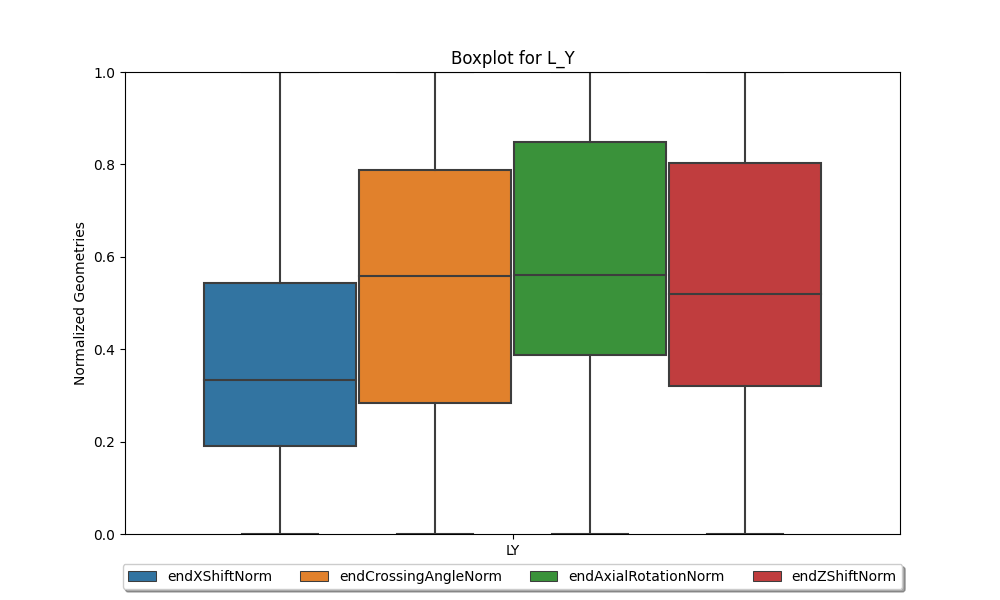 Boxplot for L_Y
1.0
0.8
0.6
0.4
0.2
0.0
Normalized Geometries
LY
endXShiftNorm endCrossingAngleNorm endAxialRotationNorm endZShiftNorm